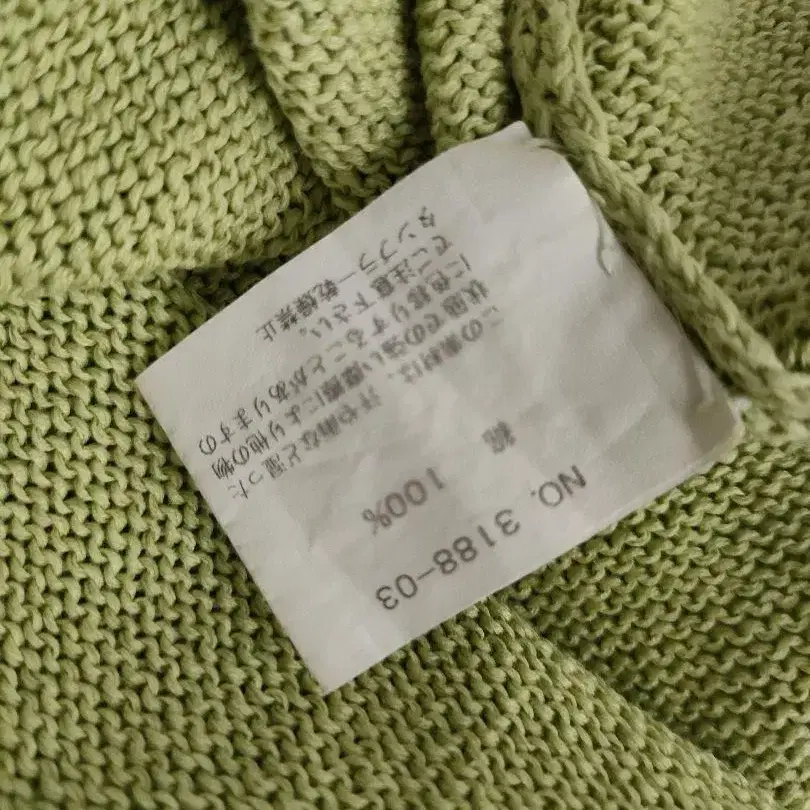 NO. 3188-03
綿 100%
この素材は、汗や雨など湿った
状態での強い摩擦により他の物
に色移りすることがありますの
でご注意下さい。
タンブラー乾燥禁止